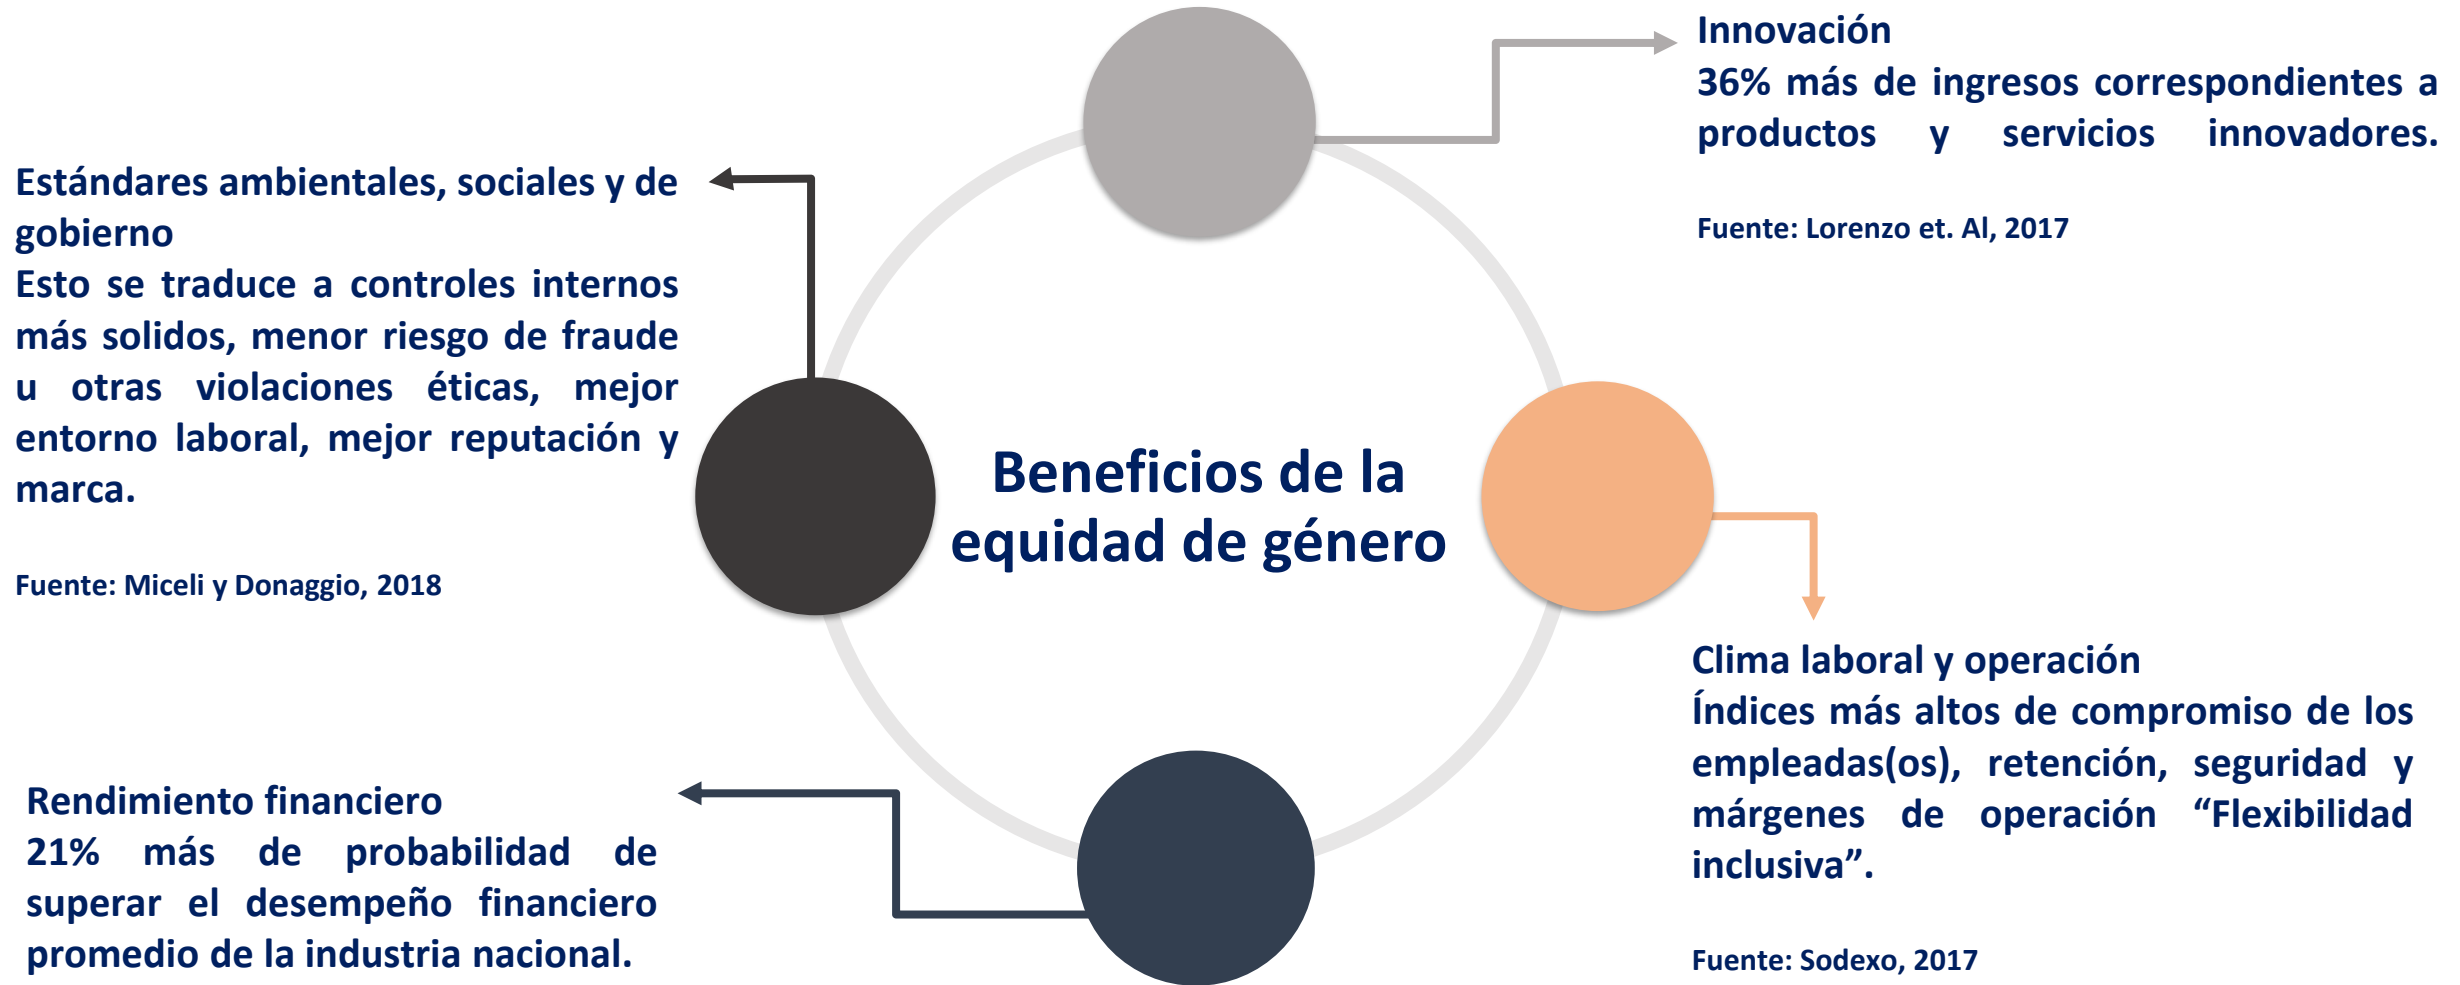 Innovación
36% más de ingresos correspondientes a
productos y servicios innovadores.
Fuente: Lorenzo et. Al, 2017
Estándares ambientales, sociales y de
gobierno
Esto se traduce a controles internos
más solidos, menor riesgo de fraude
u otras violaciones éticas, mejor
entorno laboral, mejor reputación y
marca.
Fuente: Miceli y Donaggio, 2018
Beneficios de la
equidad de género
Clima laboral y operación
Índices más altos de compromiso de los
empleadas(os), retención, seguridad y
márgenes de operación “Flexibilidad
inclusiva”.
Fuente: Sodexo, 2017
Rendimiento financiero
21% más de probabilidad de
superar el desempeño financiero
promedio de la industria nacional.